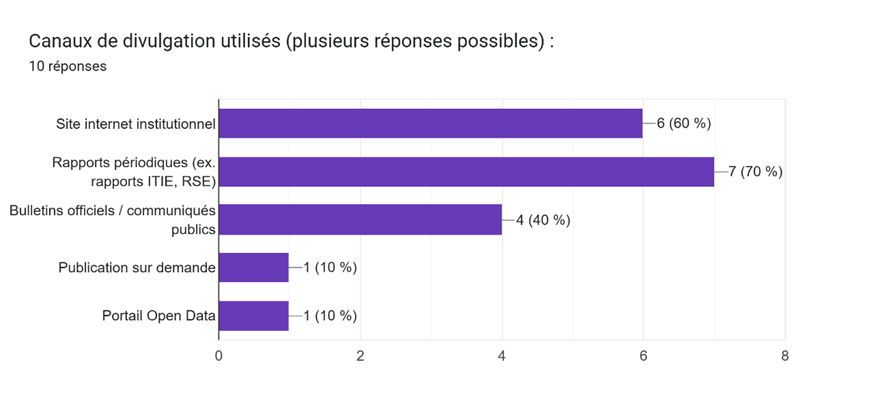 Canaux de divulgation utilisés (plusieurs réponses possibles) :
10 réponses
Site internet institutionnel
6 (60 %)
Rapports périodiques (ex.
rapports ITIE, RSE)
7 (70 %)
Bulletins officiels / communiqués
publics
4 (40 %)
Publication sur demande
1 (10 %)
Portail Open Data
1 (10 %)
0
2
4
6
8